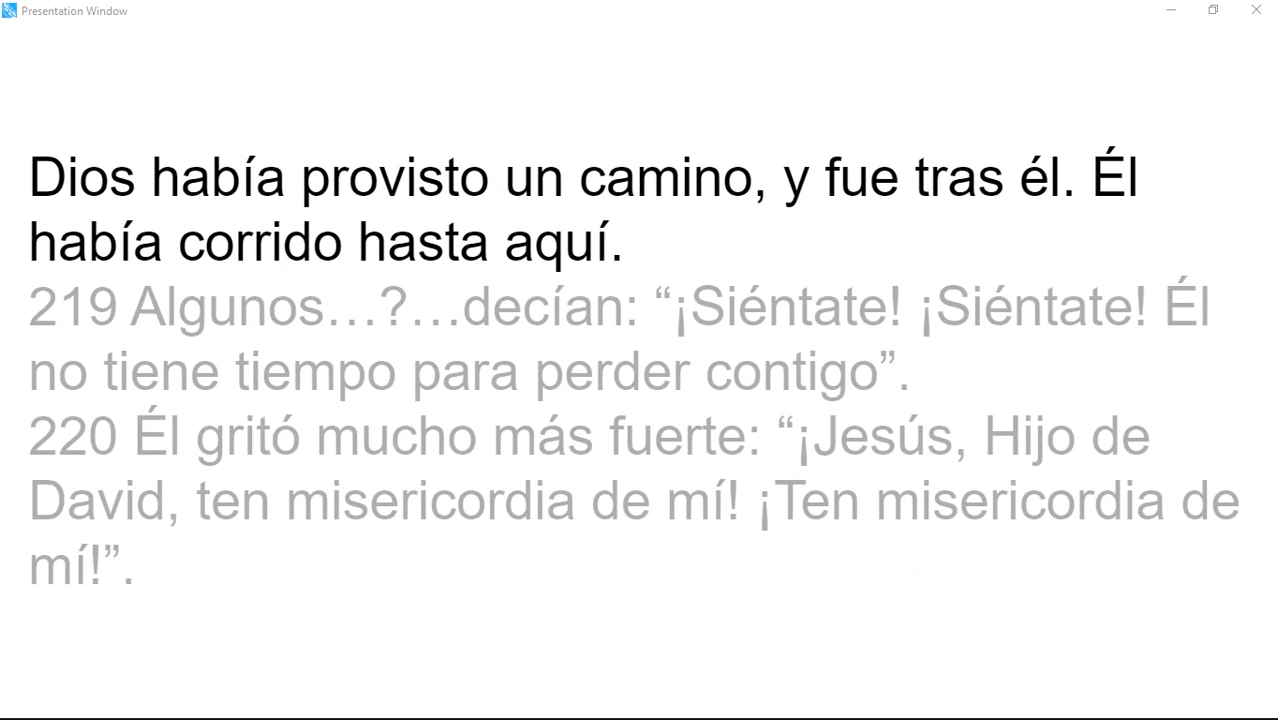 Presentation Window
Dios había provisto un camino, y fue tras él. Él
había corrido hasta aquí.
219 Algunos…?…decían: “¡Siéntate! ¡Siéntate! Él
no tiene tiempo para perder contigo”.
220 Él gritó mucho más fuerte: “¡Jesús, Hijo de
David, ten misericordia de mí! ¡Ten misericordia de
mí!”.